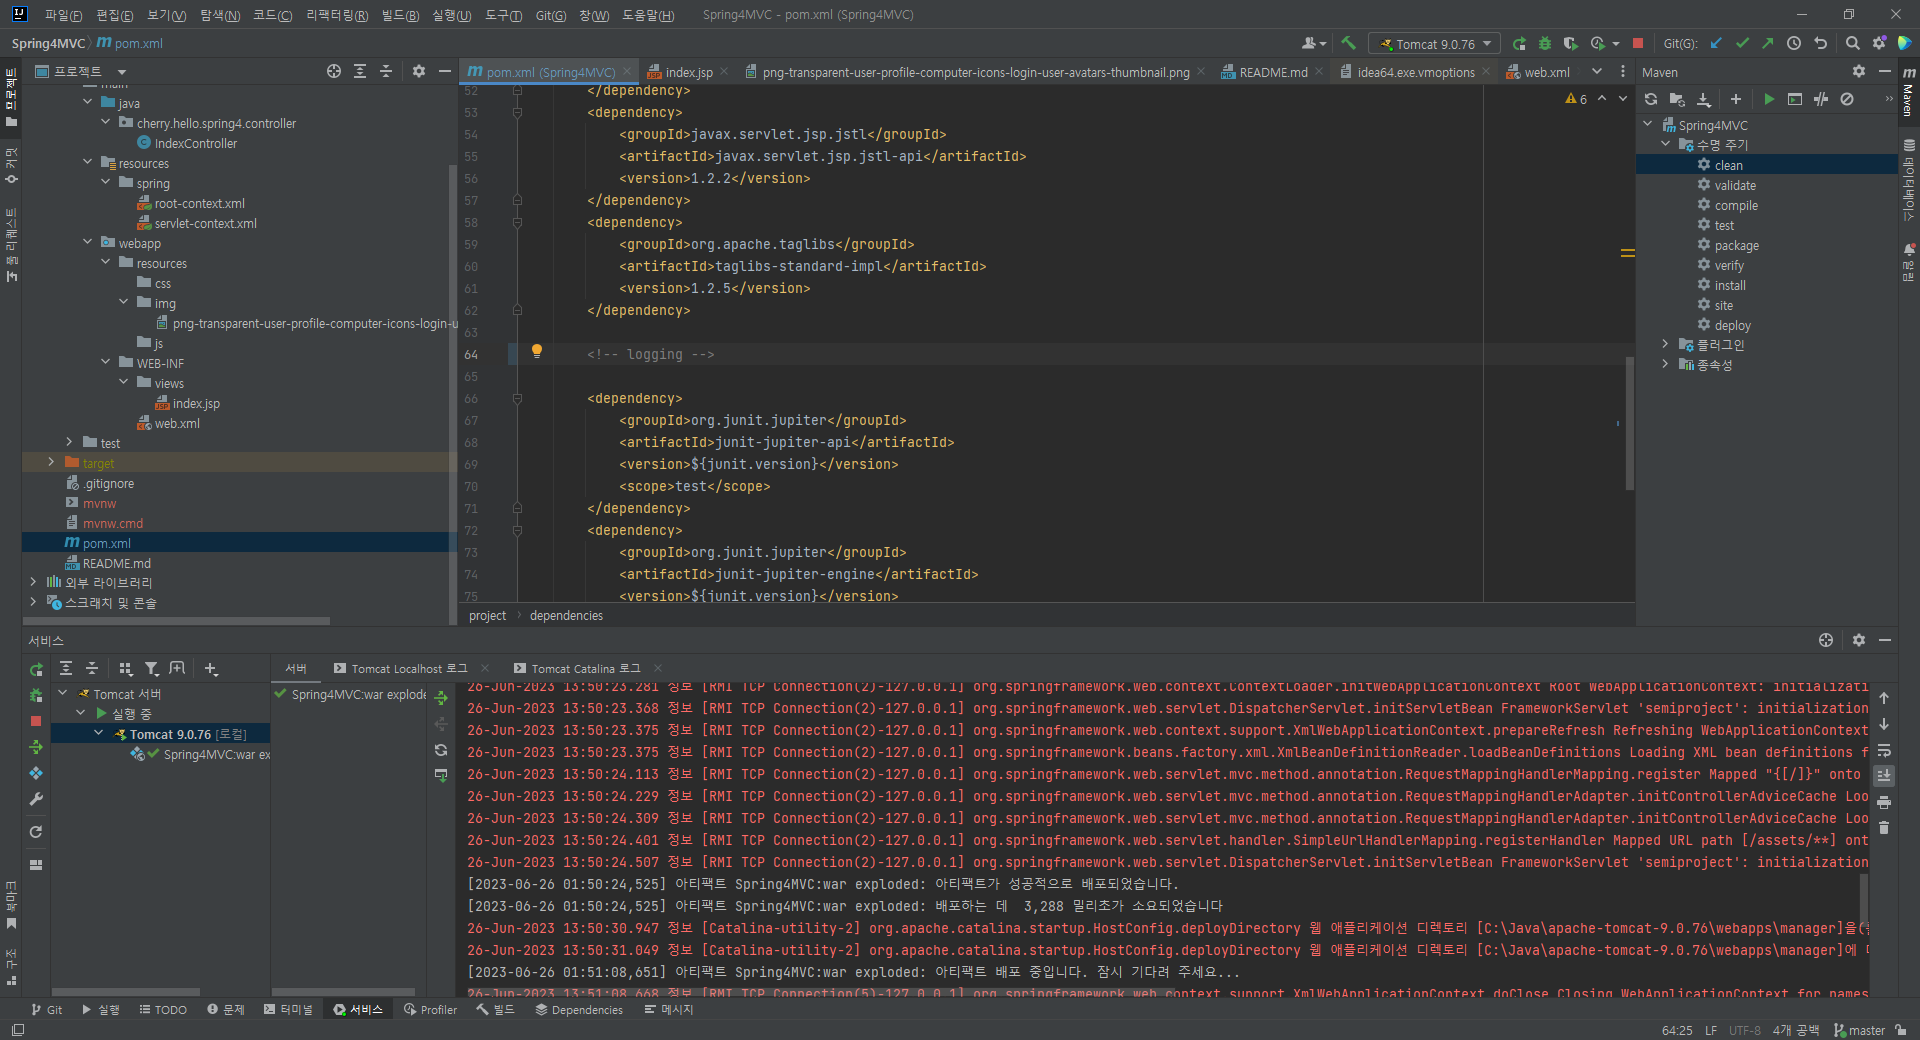 파일(F) 편집(E) 보기(V) 탐색(N) 코드(C) 리팩터링(R) 빌드(B) 실행(U) 도구(T) Git(G) 창(W) 도움말(H) Spring4MVC - pom.xml (Spring4MVC)
Spring4MVC pom.xml
Tomcat 9.0.76
Git(G):
프로젝트
프로젝트
커밋
풀 리퀘스트
main
java
cherry.hello.spring4.controller
IndexController
resources
spring
root-context.xml
servlet-context.xml
webapp
resources
css
img
png-transparent-user-profile-computer-icons-login-u
js
WEB-INF
views
index.jsp
web.xml
test
target
.gitignore
mvnw
mvnw.cmd
pom.xml
README.md
외부 라이브러리
스크래치 및 콘솔
pom.xml (Spring4MVC) index.jsp png-transparent-user-profile-computer-icons-login-user-avatars-thumbnail.png README.md idea64.exe.vmoptions web.xml
6
52 </dependency>
53 <dependency>
54 <groupId>javax.servlet.jsp.jstl</groupId>
55 <artifactId>javax.servlet.jsp.jstl-api</artifactId>
56 <version>1.2.2</version>
57 </dependency>
58 <dependency>
59 <groupId>org.apache.taglibs</groupId>
60 <artifactId>taglibs-standard-impl</artifactId>
61 <version>1.2.5</version>
62 </dependency>
63
64 <!-- logging -->
65
66 <dependency>
67 <groupId>org.junit.jupiter</groupId>
68 <artifactId>junit-jupiter-api</artifactId>
69 <version>${junit.version}</version>
70 <scope>test</scope>
71 </dependency>
72 <dependency>
73 <groupId>org.junit.jupiter</groupId>
74 <artifactId>junit-jupiter-engine</artifactId>
75 <version>${junit.version}</version>
project dependencies
Maven
Spring4MVC
수명 주기
clean
validate
compile
test
package
verify
install
site
deploy
플러그인
종속성
Maven
데이터베이스
알림
서비스
서버 Tomcat Localhost 로그 Tomcat Catalina 로그
Tomcat 서버
실행 중
Tomcat 9.0.76 [로컬]
Spring4MVC:war ex
Spring4MVC:war explode
26-Jun-2023 13:50:23.281 정보 [RMI TCP Connection(2)-127.0.0.1] org.springframework.web.context.ContextLoader.initWebApplicationContext Root WebApplicationContext: initializati
26-Jun-2023 13:50:23.368 정보 [RMI TCP Connection(2)-127.0.0.1] org.springframework.web.servlet.DispatcherServlet.initServletBean FrameworkServlet 'semiproject': initialization
26-Jun-2023 13:50:23.375 정보 [RMI TCP Connection(2)-127.0.0.1] org.springframework.web.context.support.XmlWebApplicationContext.prepareRefresh Refreshing WebApplicationContext
26-Jun-2023 13:50:23.375 정보 [RMI TCP Connection(2)-127.0.0.1] org.springframework.beans.factory.xml.XmlBeanDefinitionReader.loadBeanDefinitions Loading XML bean definitions f
26-Jun-2023 13:50:24.113 정보 [RMI TCP Connection(2)-127.0.0.1] org.springframework.web.servlet.mvc.method.annotation.RequestMappingHandlerMapping.register Mapped "{[/]}" onto
26-Jun-2023 13:50:24.229 정보 [RMI TCP Connection(2)-127.0.0.1] org.springframework.web.servlet.mvc.method.annotation.RequestMappingHandlerAdapter.initControllerAdviceCache Loo
26-Jun-2023 13:50:24.309 정보 [RMI TCP Connection(2)-127.0.0.1] org.springframework.web.servlet.mvc.method.annotation.RequestMappingHandlerAdapter.initControllerAdviceCache Loo
26-Jun-2023 13:50:24.401 정보 [RMI TCP Connection(2)-127.0.0.1] org.springframework.web.servlet.handler.SimpleUrlHandlerMapping.registerHandler Mapped URL path [/assets/**] ont
26-Jun-2023 13:50:24.507 정보 [RMI TCP Connection(2)-127.0.0.1] org.springframework.web.servlet.DispatcherServlet.initServletBean FrameworkServlet 'semiproject': initialization
[2023-06-26 01:50:24,525] 아티팩트 Spring4MVC:war exploded: 아티팩트가 성공적으로 배포되었습니다.
[2023-06-26 01:50:24,525] 아티팩트 Spring4MVC:war exploded: 배포하는 데 3,288 밀리초가 소요되었습니다
26-Jun-2023 13:50:30.947 정보 [Catalina-utility-2] org.apache.catalina.startup.HostConfig.deployDirectory 웹 애플리케이션 디렉토리 [C:\Java\apache-tomcat-9.0.76\webapps\manager]을(
26-Jun-2023 13:50:31.049 정보 [Catalina-utility-2] org.apache.catalina.startup.HostConfig.deployDirectory 웹 애플리케이션 디렉토리 [C:\Java\apache-tomcat-9.0.76\webapps\manager]에
[2023-06-26 01:51:08,651] 아티팩트 Spring4MVC:war exploded: 아티팩트 배포 중입니다. 잠시 기다려 주세요...
26-Jun-2023 13:51:08.668 정보 [RMI TCP Connection(5)-127.0.0.1] org.springframework.web.context.support.XmlWebApplicationContext.doClose Closing WebApplicationContext for names
북마크
구조
Git 실행 TODO 문제 터미널 서비스 Profiler 빌드 Dependencies 메시지
64:25 LF UTF-8 4개 공백 master